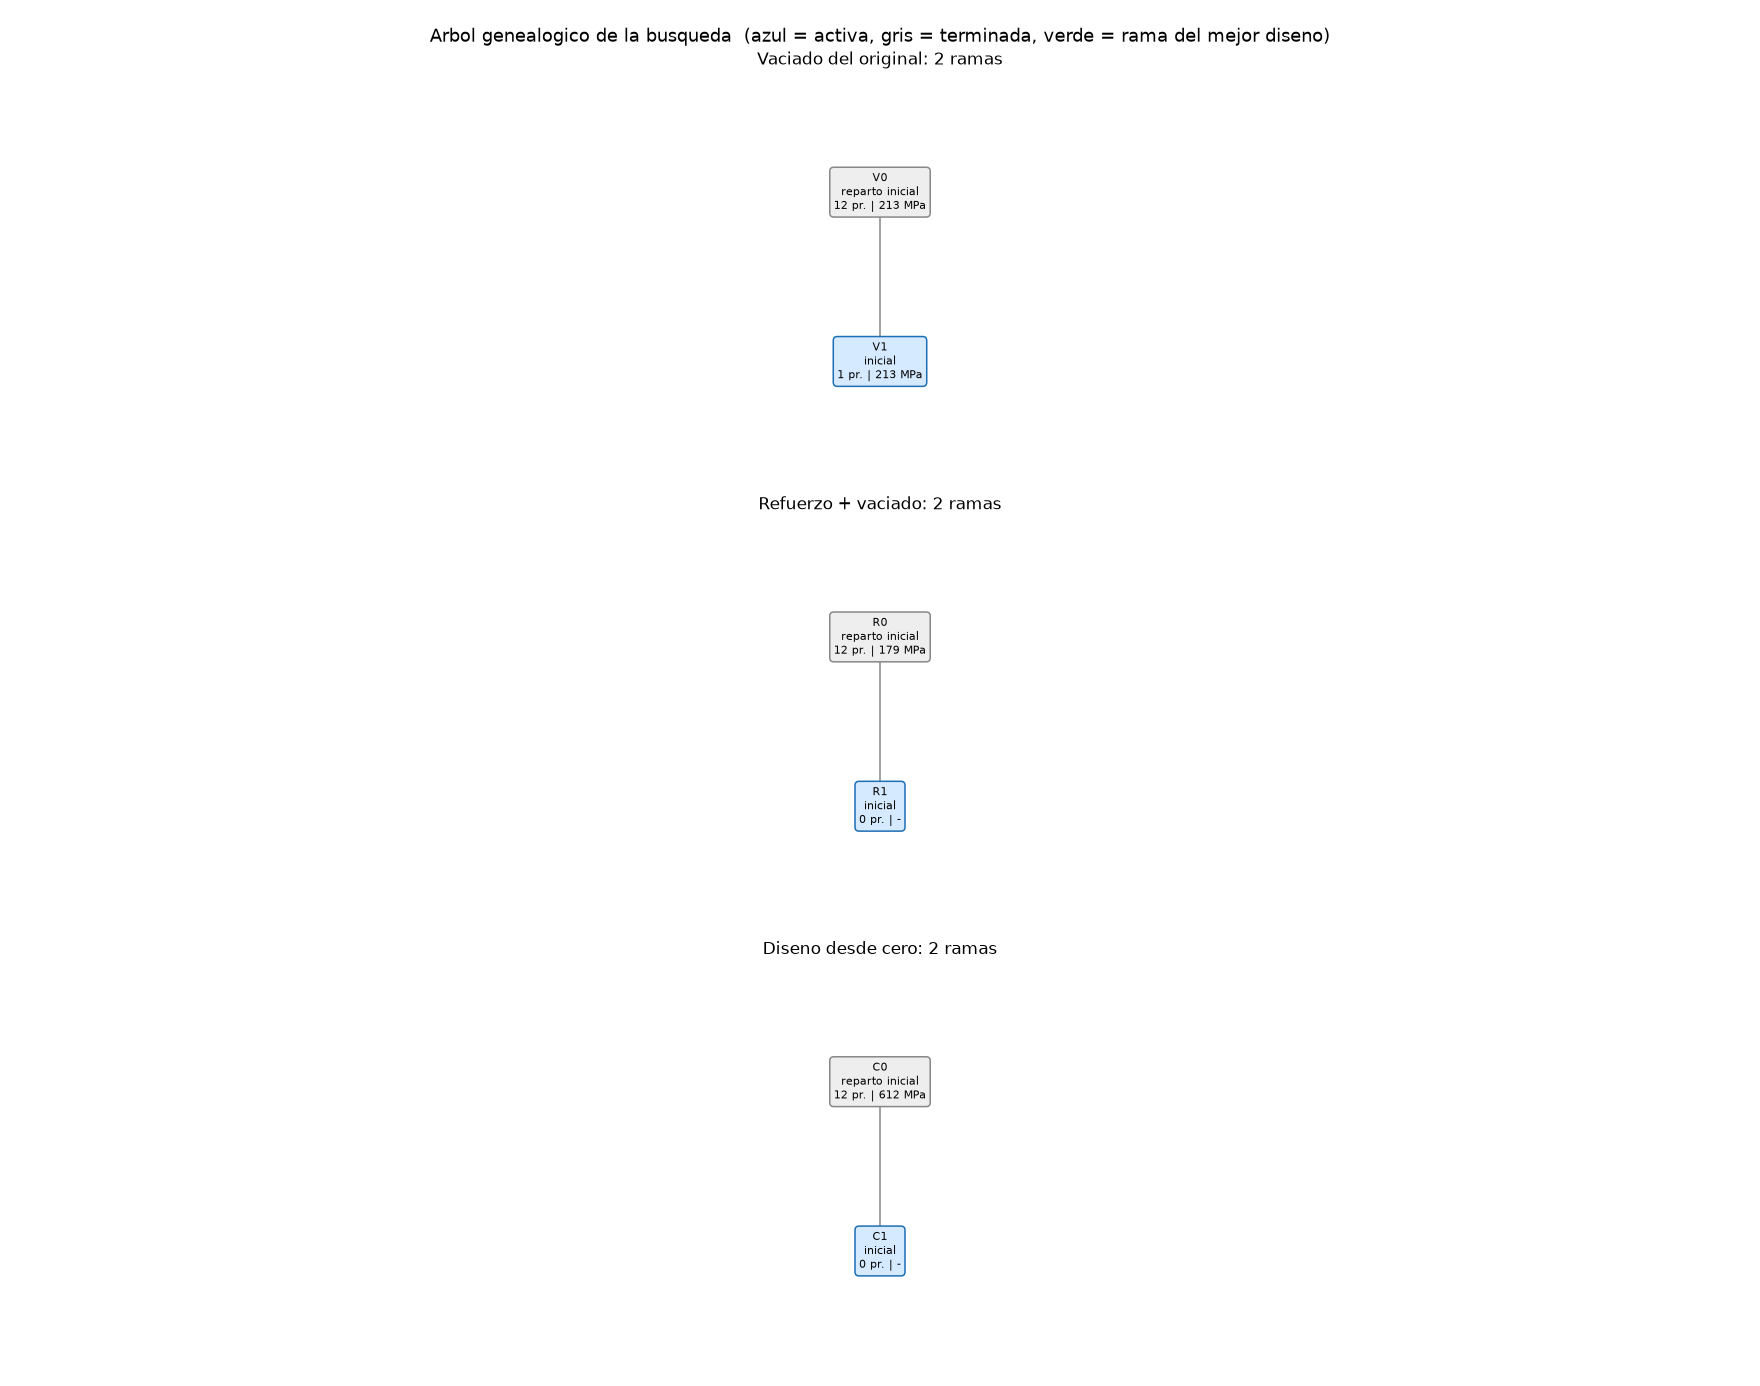 Arbol genealogico de la busqueda  (azul = activa, gris = terminada, verde = rama del mejor diseno)
Vaciado del original: 2 ramas
V0
reparto inicial
12 pr. | 213 MPa
V1
inicial
1 pr. | 213 MPa
Refuerzo + vaciado: 2 ramas
R0
reparto inicial
12 pr. | 179 MPa
R1
inicial
0 pr. | -
Diseno desde cero: 2 ramas
C0
reparto inicial
12 pr. | 612 MPa
C1
inicial
0 pr. | -